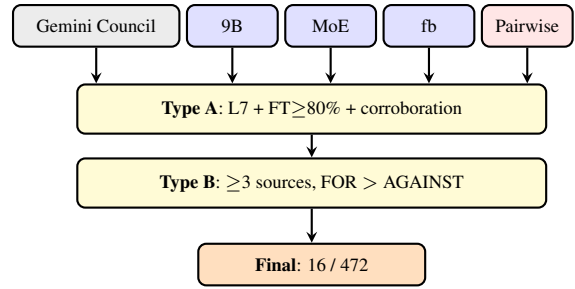 Gemini Council 9B MoE fb Pairwise
Type A: L7 + FT≥80% + corroboration
Type B: ≥3 sources, FOR > AGAINST
Final: 16 / 472